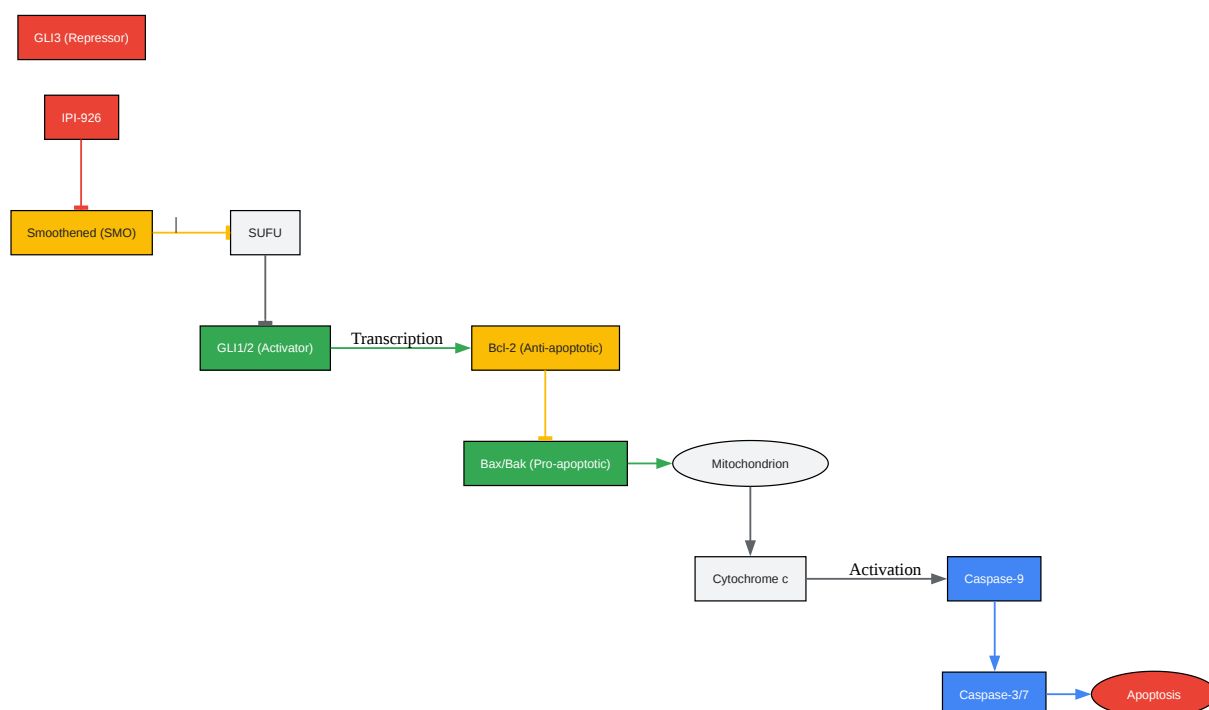 GLI3 (Repressor)
IPI-926
Smoothened (SMO)
SUFU
GLI1/2 (Activator)
Transcription
Bcl-2 (Anti-apoptotic)
Bax/Bak (Pro-apoptotic)
Mitochondrion
Cytochrome c
Activation
Caspase-9
Caspase-3/7
Apoptosis